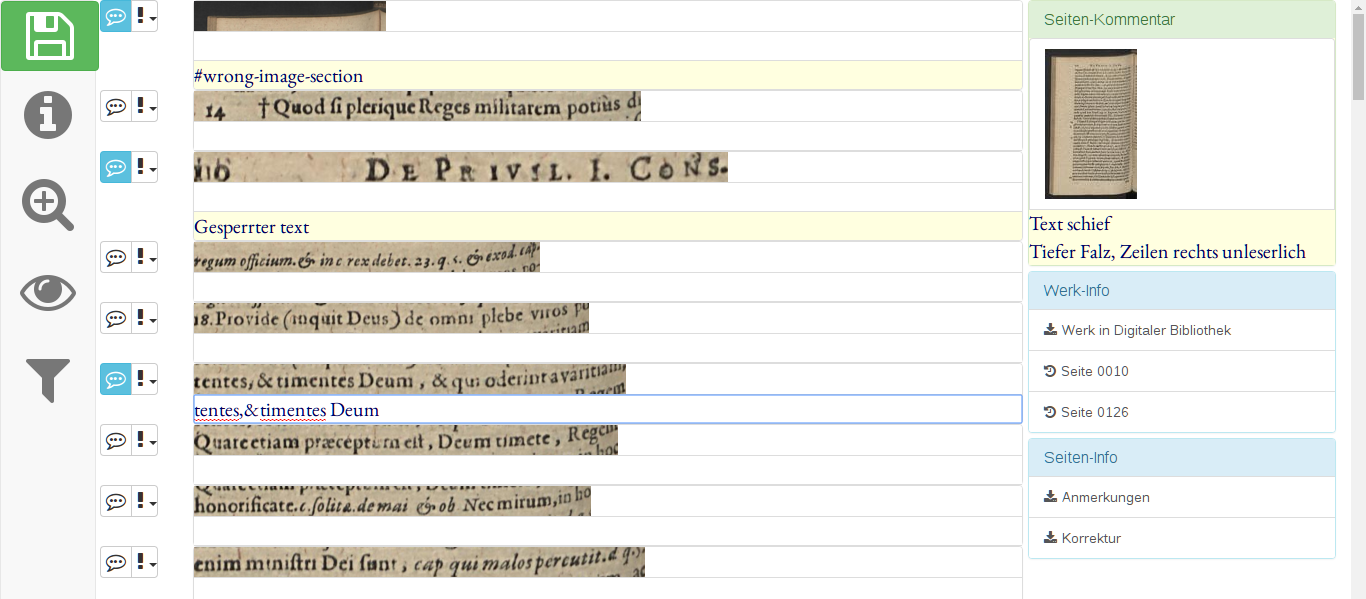 #wrong-image-section
14 †Quod ſi plerique Reges militarem potiùs
116 DE PRIVIL. I. CONS.
Gesperrter text
regum officium. & in c rex debet. 23. q. 5. & exod. cap.
18. Provide (inquit Deus) de omni plebe viros
tentes, & timentes Deum, & qui oderint avaritiam
tentes,&timentes Deum
Quare etiam præceptum eſt, Deum timete, Regem
honorificate. c. ſolitæ. de mai & ob Nec mirum, in ho
enim miniſtri Dei ſunt, cap qui malos percutit. d q.
Seiten-Kommentar
Text schief
Tiefer Falz, Zeilen rechts unleserlich
Werk-Info
Werk in Digitaler Bibliothek
Seite 0010
Seite 0126
Seiten-Info
Anmerkungen
Korrektur